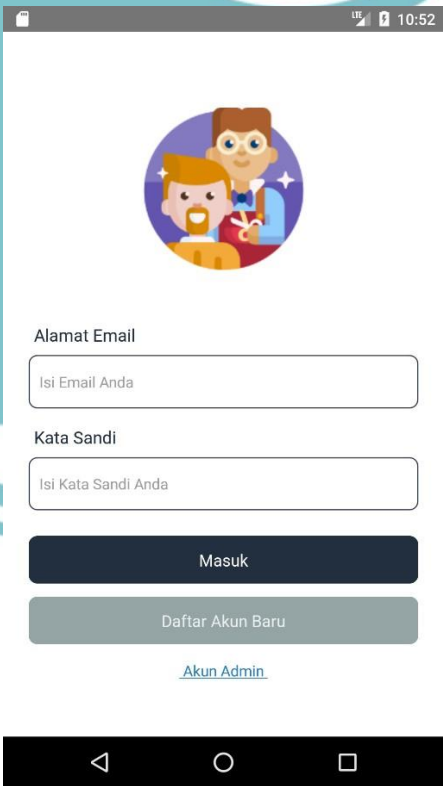 LTE 10:52
Alamat Email
Isi Email Anda
Kata Sandi
Isi Kata Sandi Anda
Masuk
Daftar Akun Baru
Akun Admin